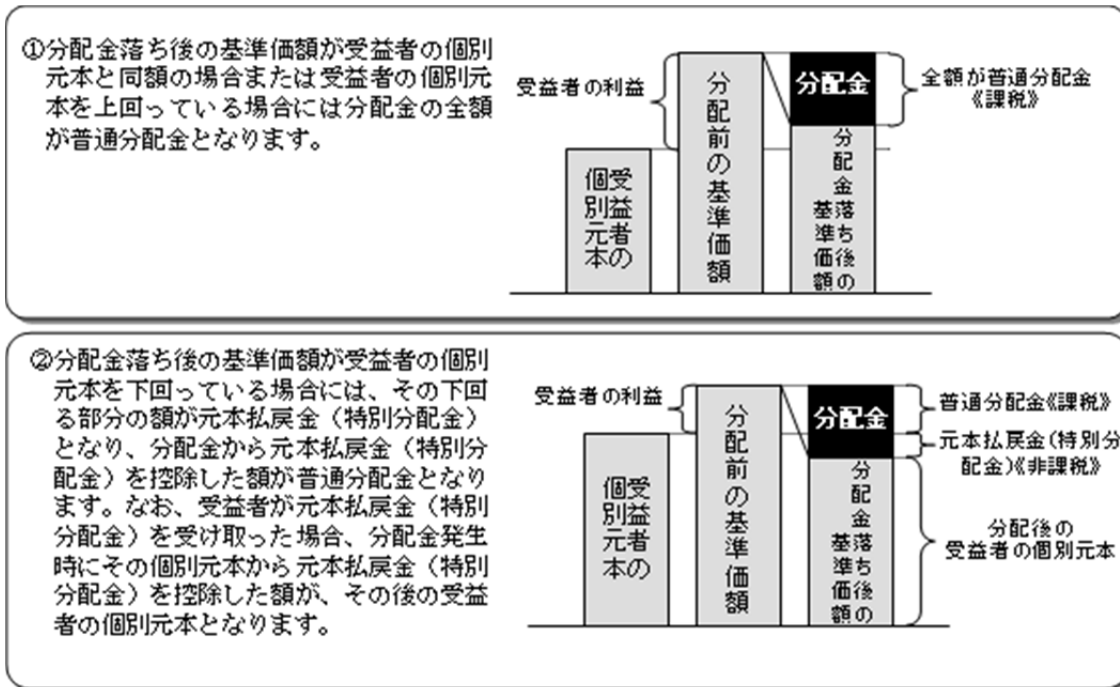 ①分配金落ち後の基準価額が受益者の個別
元本と同額の場合または受益者の個別元
本を上回っている場合には分配金の全額
が普通分配金となります。
受益者の利益
受益者の
個別元本
分配前の基準価額
分配金
分配金落ち後の
基準価額
全額が普通分配金
《課税》
②分配金落ち後の基準価額が受益者の個別
元本を下回っている場合には、その下回
る部分の額が元本払戻金（特別分配金）
となり、分配金から元本払戻金（特別分
配金）を控除した額が普通分配金となり
ます。なお、受益者が元本払戻金（特別
分配金）を受け取った場合、分配金発生
時にその個別元本から元本払戻金（特別
分配金）を控除した額が、その後の受益
者の個別元本となります。
受益者の利益
受益者の
個別元本
分配前の基準価額
分配金
分配金落ち後の
基準価額
普通分配金《課税》
元本払戻金(特別分
配金)《非課税》
分配後の
受益者の個別元本